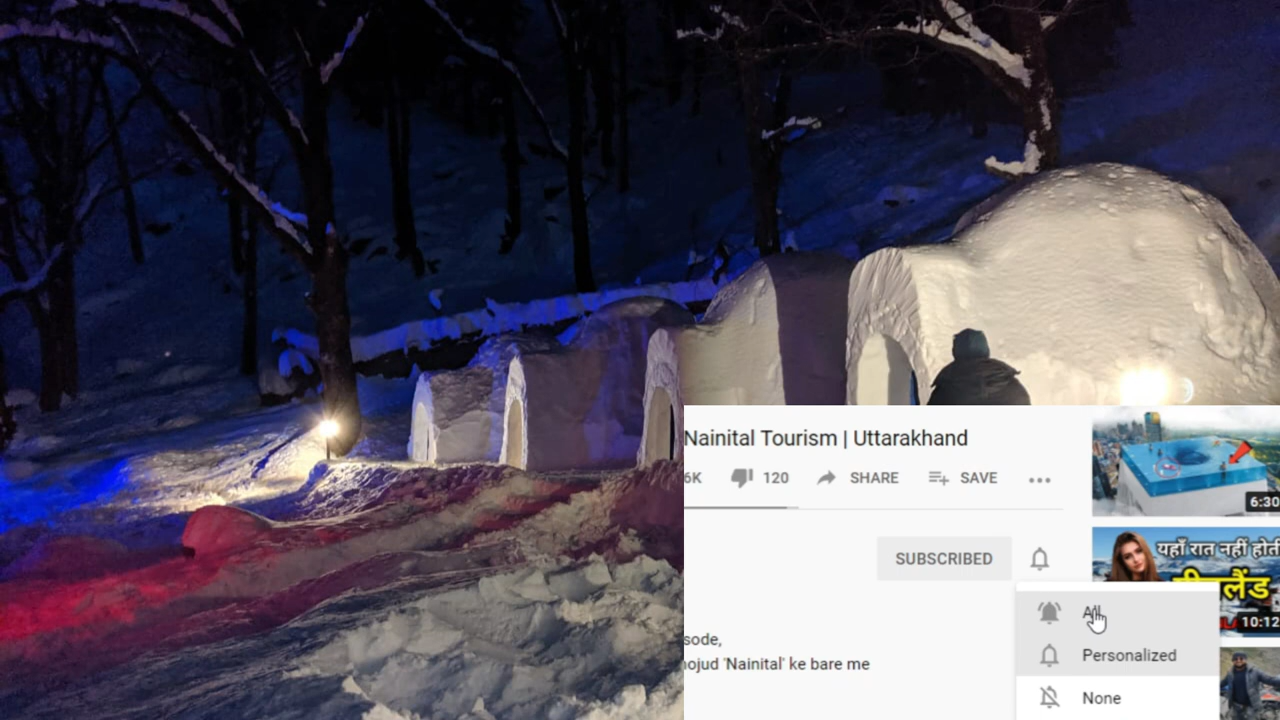 Nainital Tourism | Uttarakhand
6K 120 SHARE SAVE
6:30
SUBSCRIBED
यहाँ रात नहीं होती
10:12
All
Personalized
None
sode,
'Nainital' ke bare me